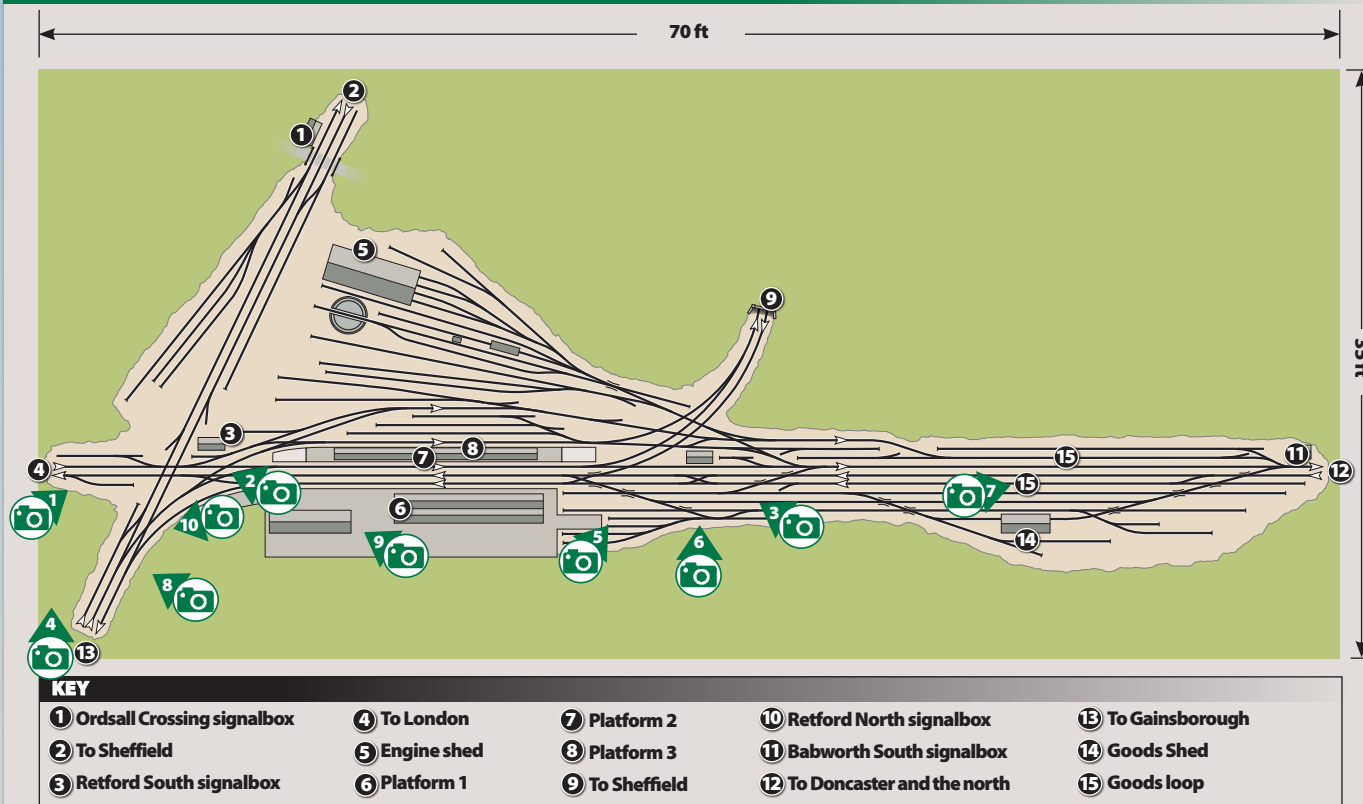 70 ft
35 ft
2
1
5
9
3
8
7
15
11
4
12
2
15
7
1
6
10
3
14
9
5
6
8
4
13
KEY
1 Ordsall Crossing signalbox
2 To Sheffield
3 Retford South signalbox
4 To London
5 Engine shed
6 Platform 1
7 Platform 2
8 Platform 3
9 To Sheffield
10 Retford North signalbox
11 Babworth South signalbox
12 To Doncaster and the north
13 To Gainsborough
14 Goods Shed
15 Goods loop